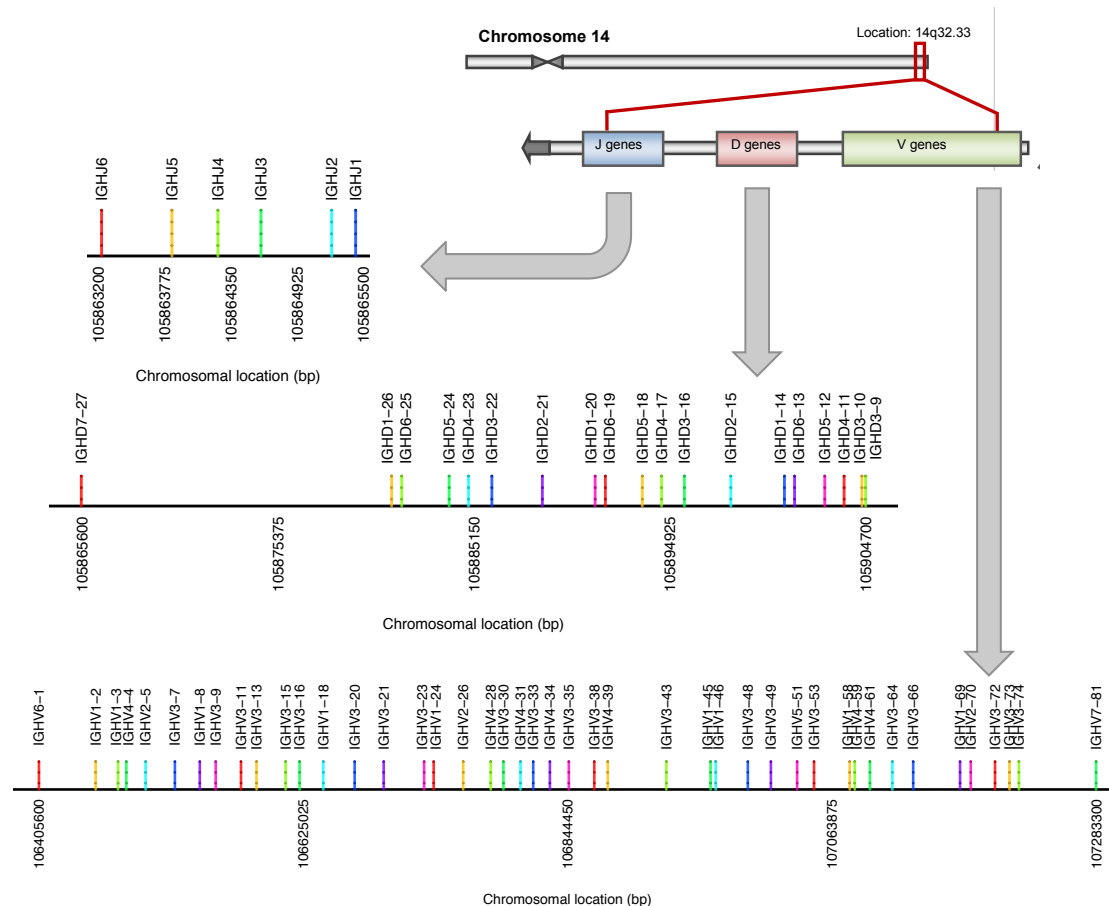 Chromosome 14
Location: 14q32.33
J genes
D genes
V genes
IGHJ6
IGHJ5
IGHJ4
IGHJ3
IGHJ2
IGHJ1
105863200
105863775
105864350
105864925
105865500
Chromosomal location (bp)
IGHD7−27
IGHD1−26
IGHD6−25
IGHD5−24
IGHD4−23
IGHD3−22
IGHD2−21
IGHD1−20
IGHD6−19
IGHD5−18
IGHD4−17
IGHD3−16
IGHD2−15
IGHD1−14
IGHD6−13
IGHD5−12
IGHD4−11
IGHD3−10
IGHD3−9
105865600
105875375
105885150
105894925
105904700
Chromosomal location (bp)
IGHV6−1
IGHV1−2
IGHV1−3
IGHV4−4
IGHV2−5
IGHV3−7
IGHV1−8
IGHV3−9
IGHV3−11
IGHV3−13
IGHV3−15
IGHV3−16
IGHV1−18
IGHV3−20
IGHV3−21
IGHV3−23
IGHV1−24
IGHV2−26
IGHV4−28
IGHV3−30
IGHV4−31
IGHV3−33
IGHV4−34
IGHV3−35
IGHV3−38
IGHV4−39
IGHV3−43
IGHV1−45
IGHV1−46
IGHV3−48
IGHV3−49
IGHV5−51
IGHV3−53
IGHV1−58
IGHV4−59
IGHV4−61
IGHV3−64
IGHV3−66
IGHV1−69
IGHV2−70
IGHV3−72
IGHV3−73
IGHV3−74
IGHV7−81
106405600
106625025
106844450
107063875
107283300
Chromosomal location (bp)